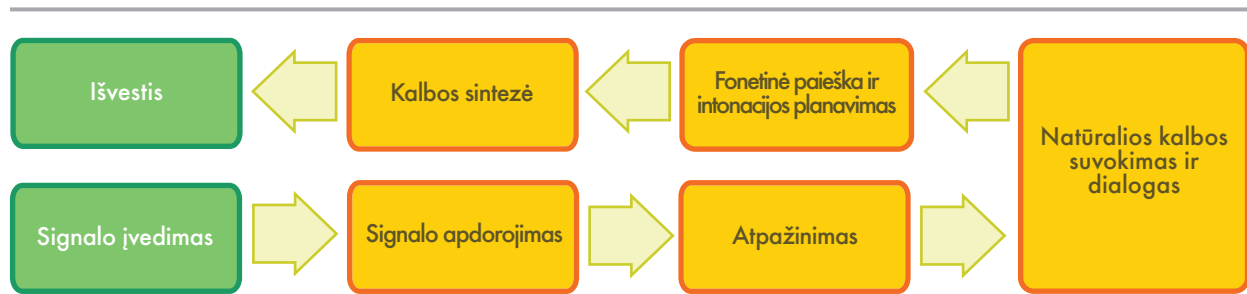 Išvestis
Kalbos sintezė
Fonetinė paieška ir
intonacijos planavimas
Natūralios kalbos
suvokimas ir
dialogas
Signalo įvedimas
Signalo apdorojimas
Atpažinimas